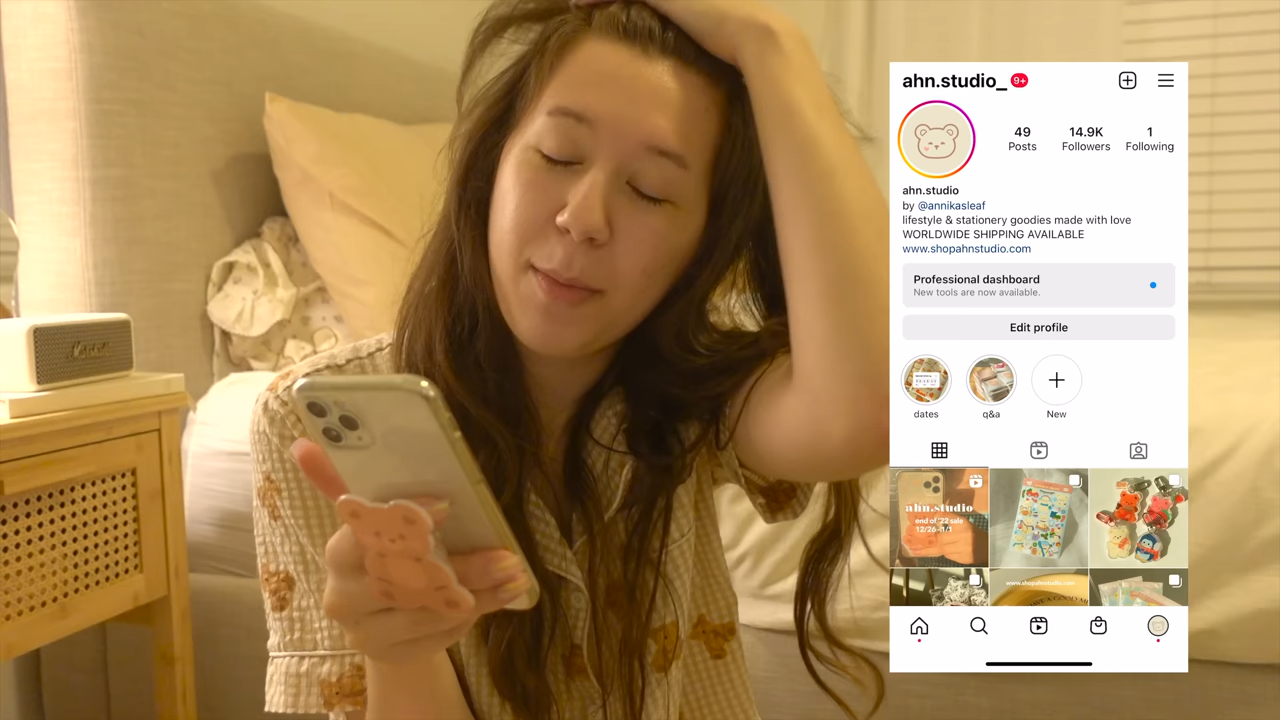 Marshall
ahn.studio_ 9+
49 14.9K 1
Posts Followers Following
ahn.studio
by @annikasleaf
lifestyle & stationery goodies made with love
WORLDWIDE SHIPPING AVAILABLE
www.shopahnstudio.com
Professional dashboard
New tools are now available.
Edit profile
dates q&a New
ahn.studio
end of '22 sale
12/26 - 1/1
www.shopahnstudio.com